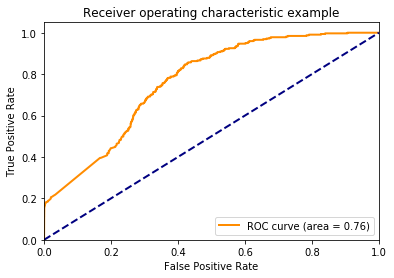 Receiver operating characteristic example
True Positive Rate
1.0
0.8
0.6
0.4
0.2
0.0
ROC curve (area = 0.76)
0.0 0.2 0.4 0.6 0.8 1.0
False Positive Rate